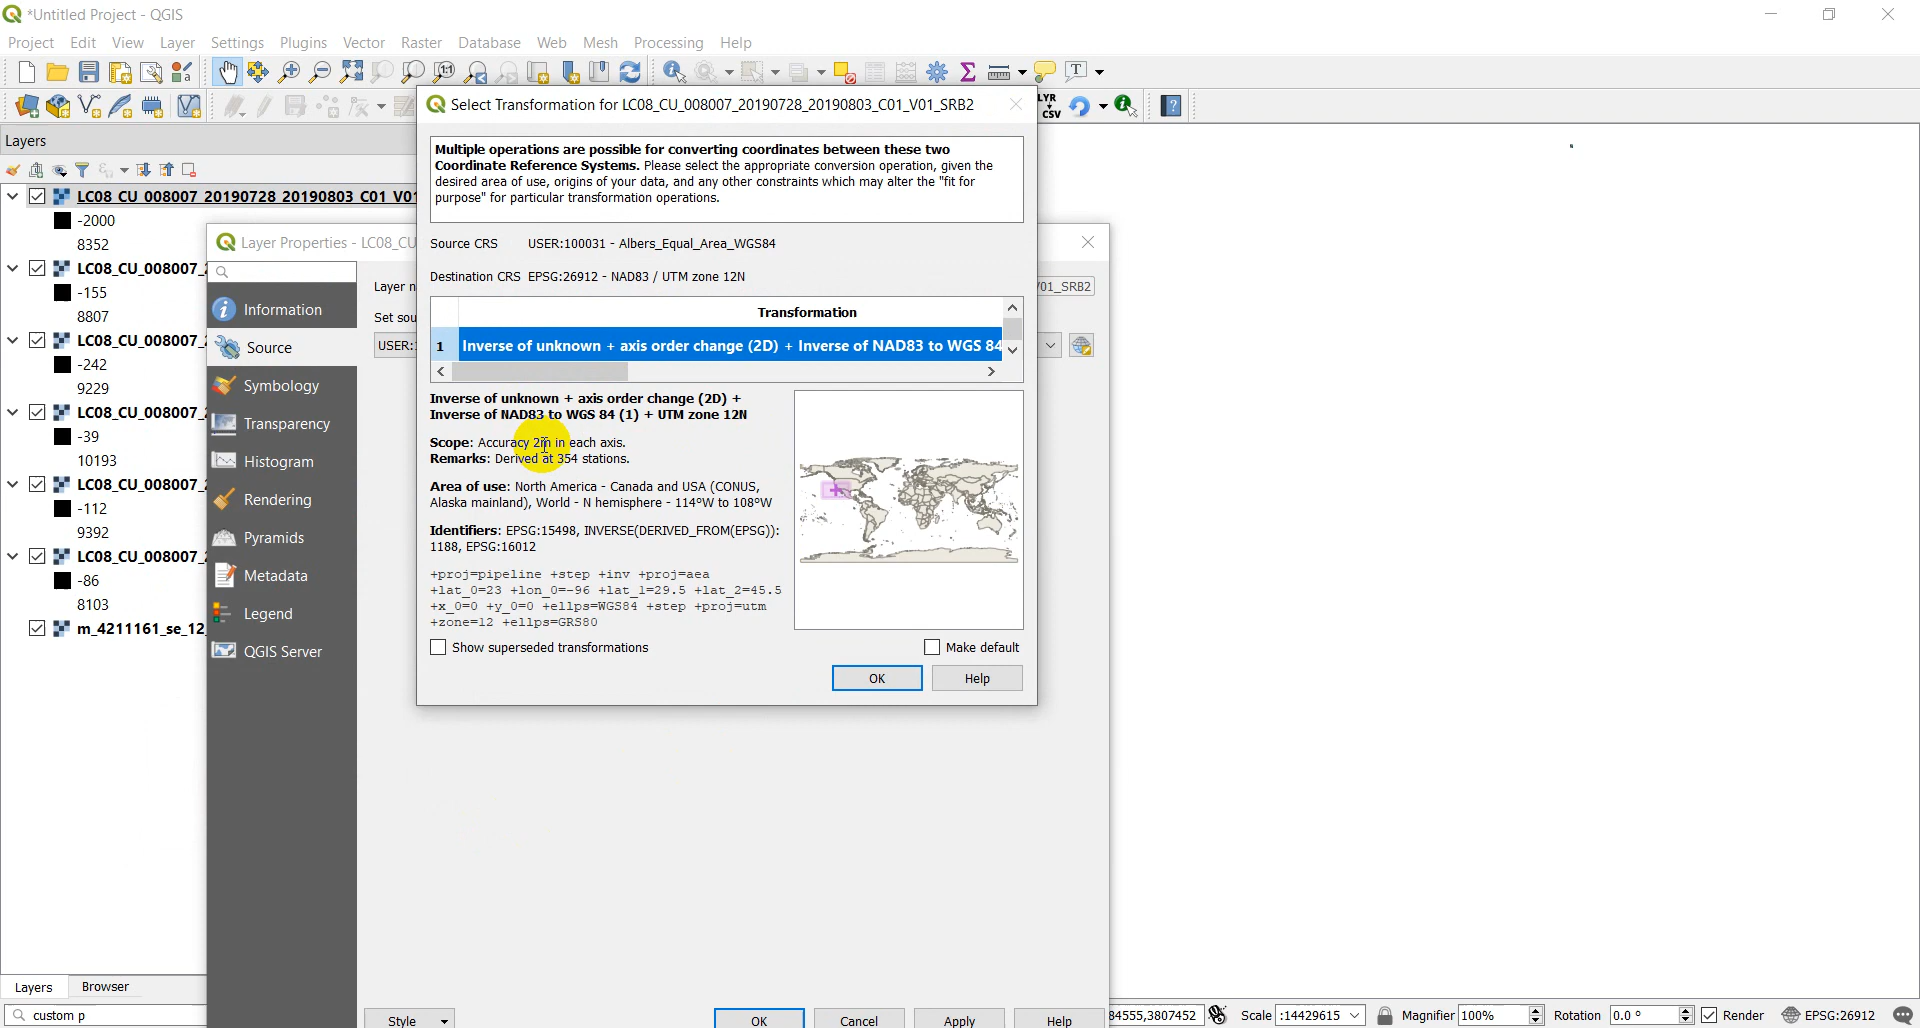 *Untitled Project - QGIS
Project Edit View Layer Settings Plugins Vector Raster Database Web Mesh Processing Help
LYR
CSV
Layers
LC08_CU_008007_20190728_20190803_C01_V01
-2000
8352
LC08_CU_008007_2
-155
8807
LC08_CU_008007_2
-242
9229
LC08_CU_008007_2
-39
10193
LC08_CU_008007_2
-112
9392
LC08_CU_008007_2
-86
8103
m_4211161_se_12_
Layers Browser
custom p
Layer Properties - LC08_CU
Information
Source
Symbology
Transparency
Histogram
Rendering
Pyramids
Metadata
Legend
QGIS Server
Layer n
/01_SRB2
Set sou
USER:
Style OK Cancel Apply Help
Select Transformation for LC08_CU_008007_20190728_20190803_C01_V01_SRB2
Multiple operations are possible for converting coordinates between these two
Coordinate Reference Systems. Please select the appropriate conversion operation, given the
desired area of use, origins of your data, and any other constraints which may alter the "fit for
purpose" for particular transformation operations.
Source CRS USER:100031 - Albers_Equal_Area_WGS84
Destination CRS EPSG:26912 - NAD83 / UTM zone 12N
Transformation
1 Inverse of unknown + axis order change (2D) + Inverse of NAD83 to WGS 84
Inverse of unknown + axis order change (2D) +
Inverse of NAD83 to WGS 84 (1) + UTM zone 12N
Scope: Accuracy 2m in each axis.
Remarks: Derived at 354 stations.
Area of use: North America - Canada and USA (CONUS,
Alaska mainland), World - N hemisphere - 114°W to 108°W
Identifiers: EPSG:15498, INVERSE(DERIVED_FROM(EPSG)):
1188, EPSG:16012
+proj=pipeline +step +inv +proj=aea
+lat_0=23 +lon_0=-96 +lat_1=29.5 +lat_2=45.5
+x_0=0 +y_0=0 +ellps=WGS84 +step +proj=utm
+zone=12 +ellps=GRS80
Show superseded transformations Make default
OK Help
84555,3807452 Scale :14429615 Magnifier 100% Rotation 0.0 ° Render EPSG:26912